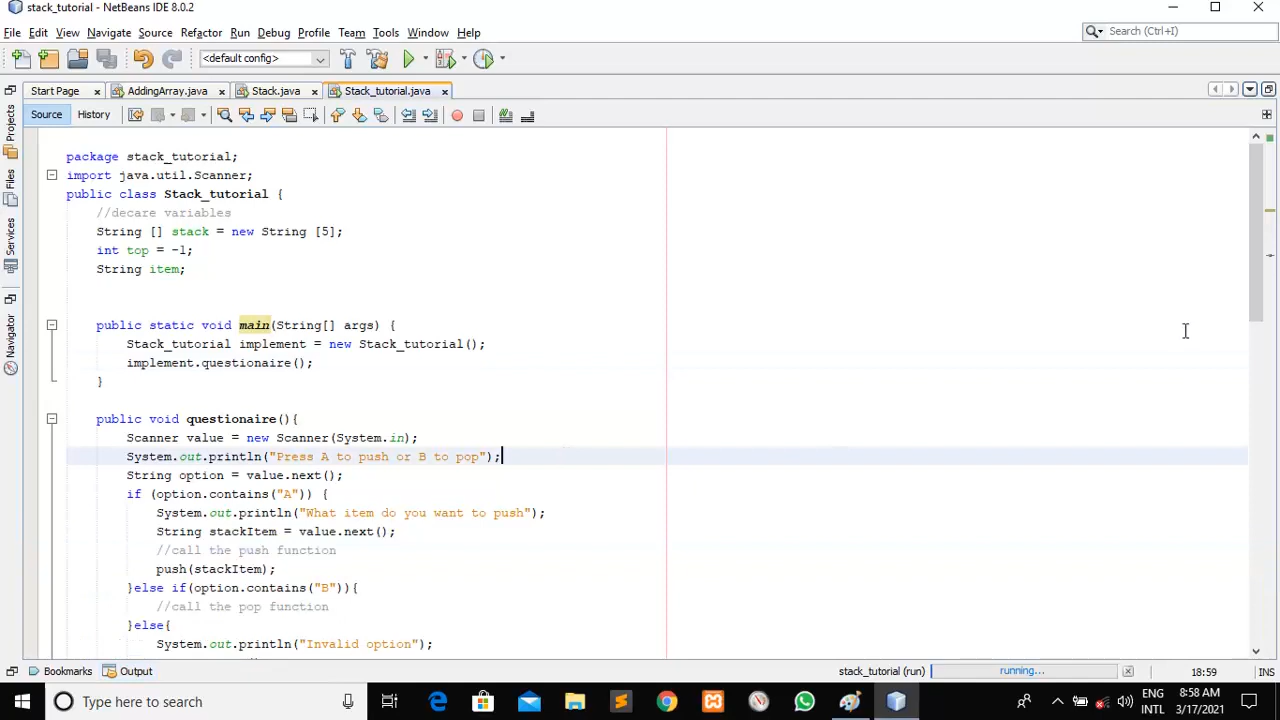 stack_tutorial - NetBeans IDE 8.0.2
File Edit View Navigate Source Refactor Run Debug Profile Team Tools Window Help
Search (Ctrl+I)
<default config>
Start Page AddingArray.java Stack.java Stack_tutorial.java
Source History
Projects
Files
Services
Navigator
package stack_tutorial;
import java.util.Scanner;
public class Stack_tutorial {
//decare variables
String [] stack = new String [5];
int top = -1;
String item;
public static void main(String[] args) {
Stack_tutorial implement = new Stack_tutorial();
implement.questionaire();
}
public void questionaire(){
Scanner value = new Scanner(System.in);
System.out.println("Press A to push or B to pop");
String option = value.next();
if (option.contains("A")) {
System.out.println("What item do you want to push");
String stackItem = value.next();
//call the push function
push(stackItem);
}else if(option.contains("B")){
//call the pop function
}else{
System.out.println("Invalid option");
Bookmarks Output
stack_tutorial (run) running... 18:59 INS
Type here to search
ENG
INTL
8:58 AM
3/17/2021